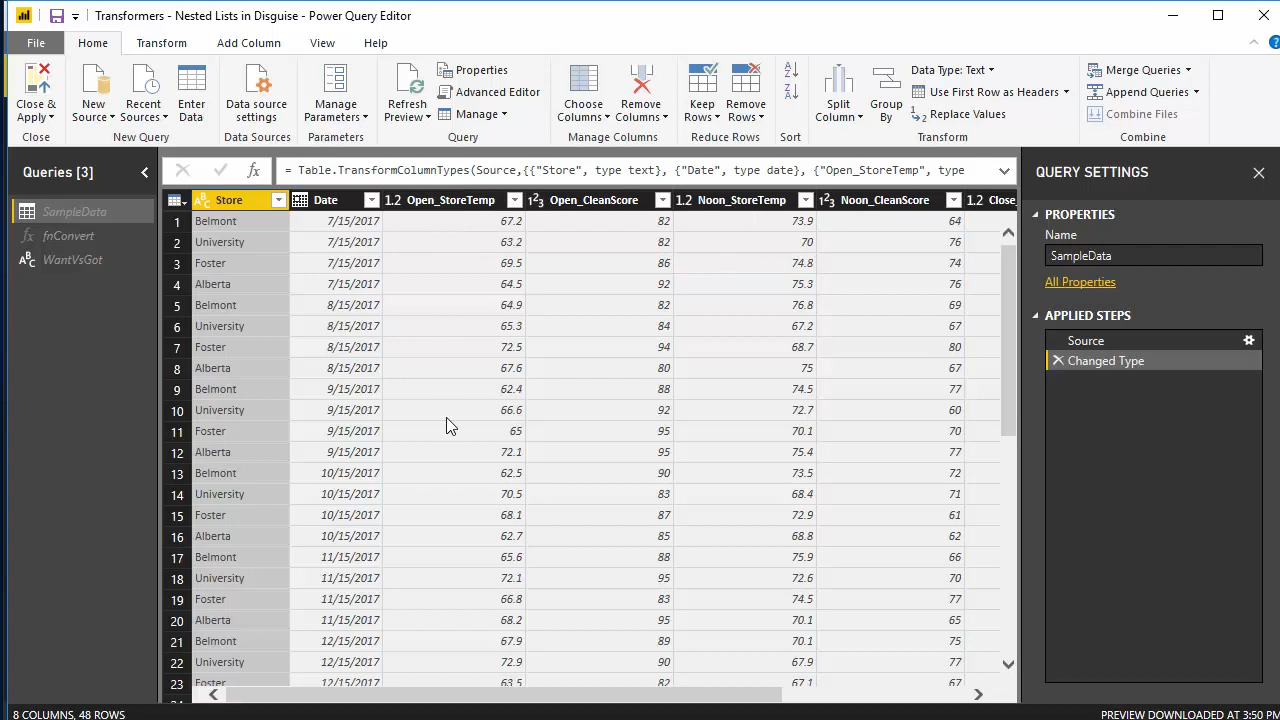 Transformers - Nested Lists in Disguise - Power Query Editor
File Home Transform Add Column View Help
Close & Apply
New Source
Recent Sources
Enter Data
Data source settings
Manage Parameters
Refresh Preview
Properties
Advanced Editor
Manage
Choose Columns
Remove Columns
Keep Rows
Remove Rows
Split Column
Group By
Data Type: Text
Use First Row as Headers
Replace Values
Merge Queries
Append Queries
Combine Files
Close New Query Data Sources Parameters Query Manage Columns Reduce Rows Sort Transform Combine
Queries [3]
SampleData
fx fnConvert
ABC WantVsGot
fx = Table.TransformColumnTypes(Source,{{"Store", type text}, {"Date", type date}, {"Open_StoreTemp", type
ABC Store Date 1.2 Open_StoreTemp 123 Open_CleanScore 1.2 Noon_StoreTemp 123 Noon_CleanScore 1.2 Close_
1 Belmont 7/15/2017 67.2 82 73.9 64
2 University 7/15/2017 63.2 82 70 76
3 Foster 7/15/2017 69.5 86 74.8 74
4 Alberta 7/15/2017 64.5 92 75.3 76
5 Belmont 8/15/2017 64.9 82 76.8 69
6 University 8/15/2017 65.3 84 67.2 67
7 Foster 8/15/2017 72.5 94 68.7 80
8 Alberta 8/15/2017 67.6 80 75 67
9 Belmont 9/15/2017 62.4 88 74.5 77
10 University 9/15/2017 66.6 92 72.7 60
11 Foster 9/15/2017 65 95 70.1 70
12 Alberta 9/15/2017 72.1 95 75.4 77
13 Belmont 10/15/2017 62.5 90 73.5 72
14 University 10/15/2017 70.5 83 68.4 71
15 Foster 10/15/2017 68.1 87 72.9 61
16 Alberta 10/15/2017 62.7 85 68.8 62
17 Belmont 11/15/2017 65.6 88 75.9 66
18 University 11/15/2017 72.1 95 72.6 70
19 Foster 11/15/2017 66.8 83 74.5 77
20 Alberta 11/15/2017 68.2 95 70.1 65
21 Belmont 12/15/2017 67.9 89 70.1 75
22 University 12/15/2017 72.9 90 67.9 77
23 Foster 12/15/2017 63.5 82 67.1 67
QUERY SETTINGS
PROPERTIES
Name
SampleData
All Properties
APPLIED STEPS
Source
Changed Type
8 COLUMNS, 48 ROWS
PREVIEW DOWNLOADED AT 3:50 PM